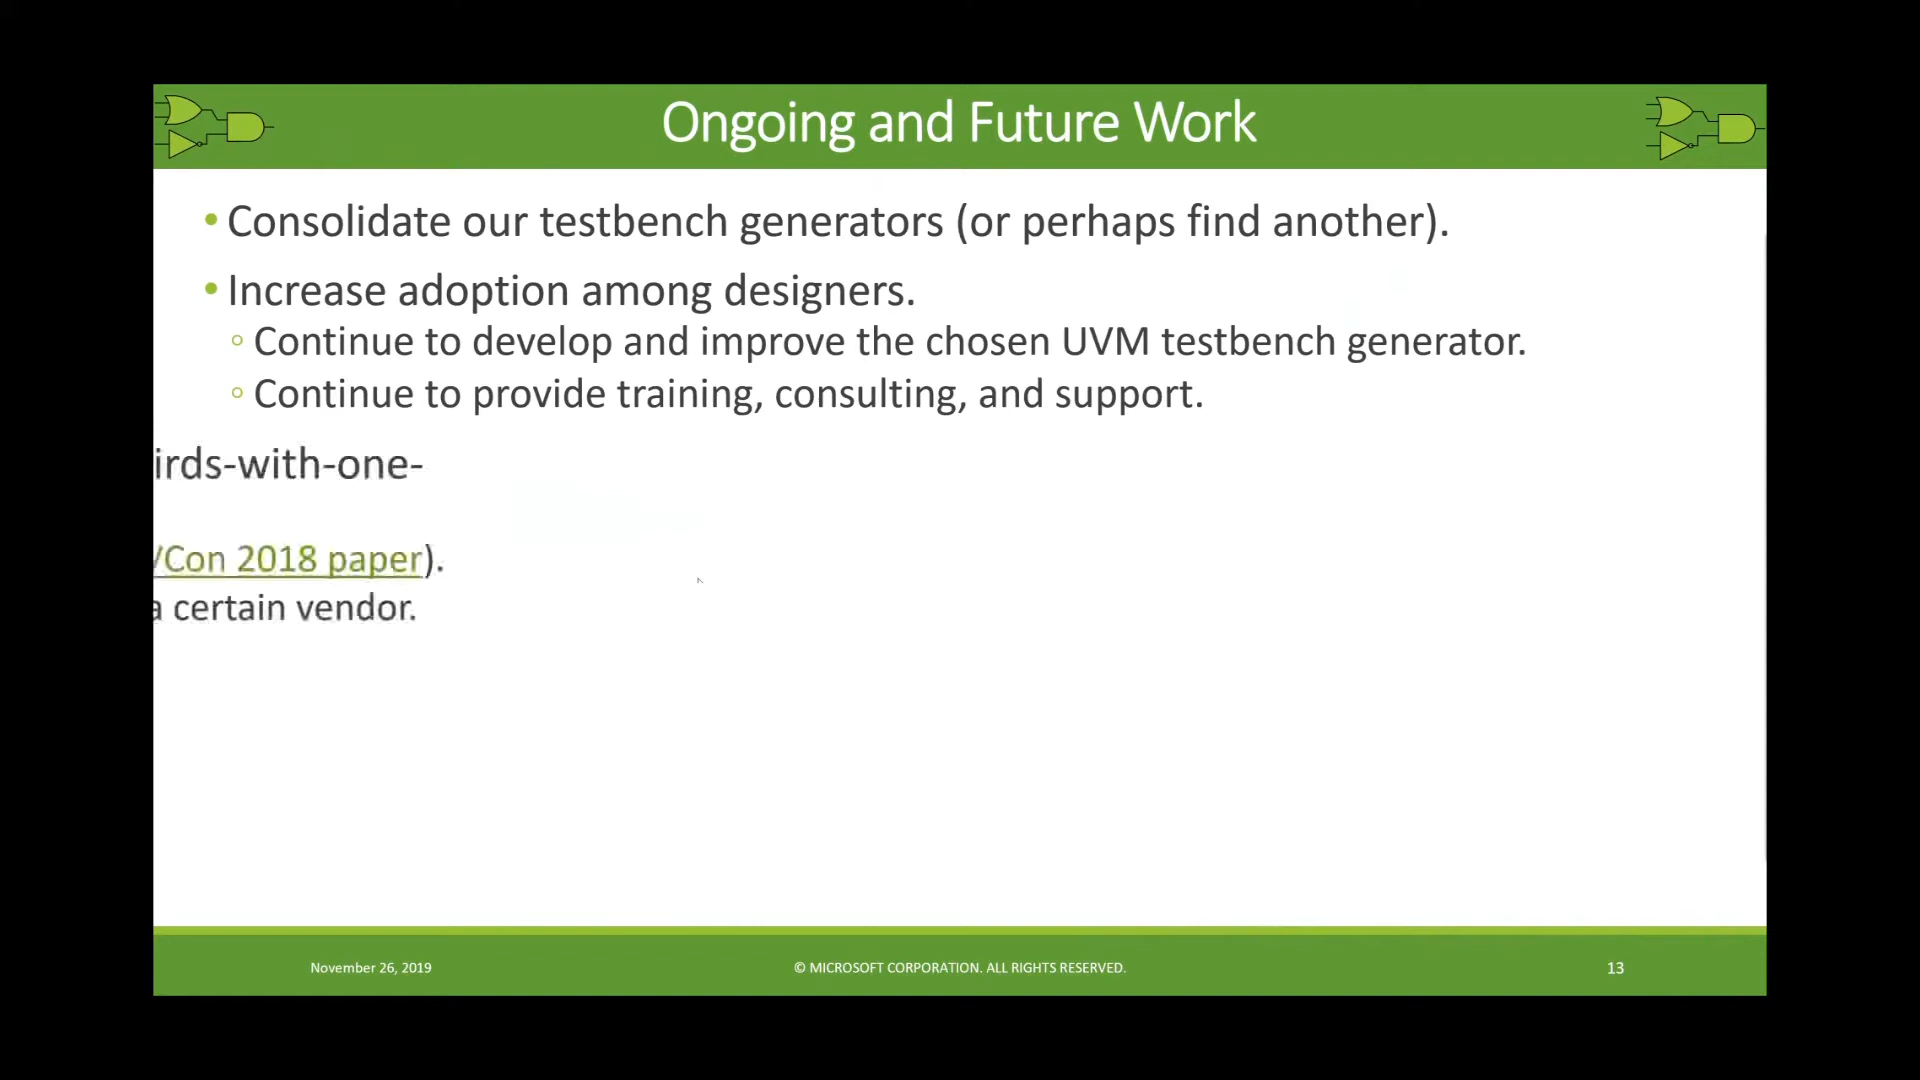 Ongoing and Future Work
• Consolidate our testbench generators (or perhaps find another).
• Increase adoption among designers.
◦ Continue to develop and improve the chosen UVM testbench generator.
◦ Continue to provide training, consulting, and support.
irds-with-one-
VCon 2018 paper).
a certain vendor.
November 26, 2019
© MICROSOFT CORPORATION. ALL RIGHTS RESERVED.
13